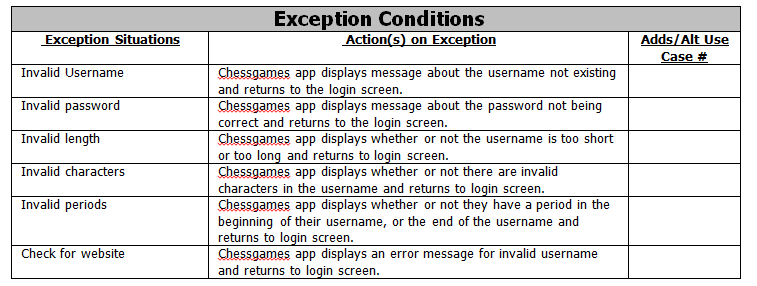 Exception Conditions
Exception Situations
Action(s) on Exception
Adds/Alt Use
Case #
Invalid Username
Chessgames app displays message about the username not existing
and returns to the login screen.
Invalid password
Chessgames app displays message about the password not being
correct and returns to the login screen.
Invalid length
Chessgames app displays whether or not the username is too short
or too long and returns to login screen.
Invalid characters
Chessgames app displays whether or not there are invalid
characters in the username and returns to login screen.
Invalid periods
Chessgames app displays whether or not they have a period in the
beginning of their username, or the end of the username and
returns to login screen.
Check for website
Chessgames app displays an error message for invalid username
and returns to login screen.